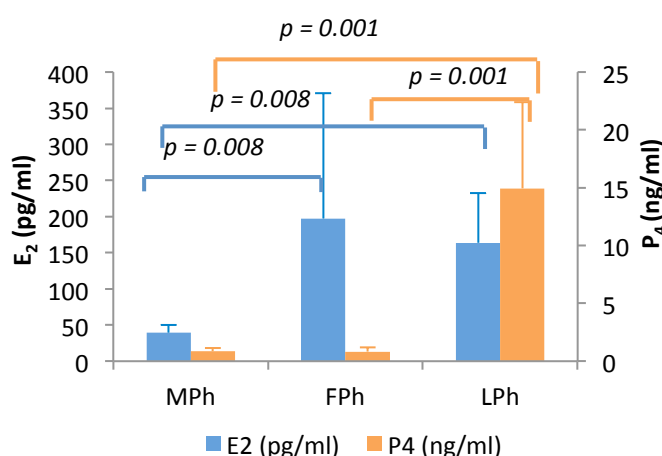 p = 0.001
400 25
p = 0.001
350
p = 0.008
300 20
p = 0.008
250
15
200
150 10
100
5
50
0 0
E₂ (pg/ml)
P₄ (ng/ml)
MPh FPh LPh
E2 (pg/ml) P4 (ng/ml)